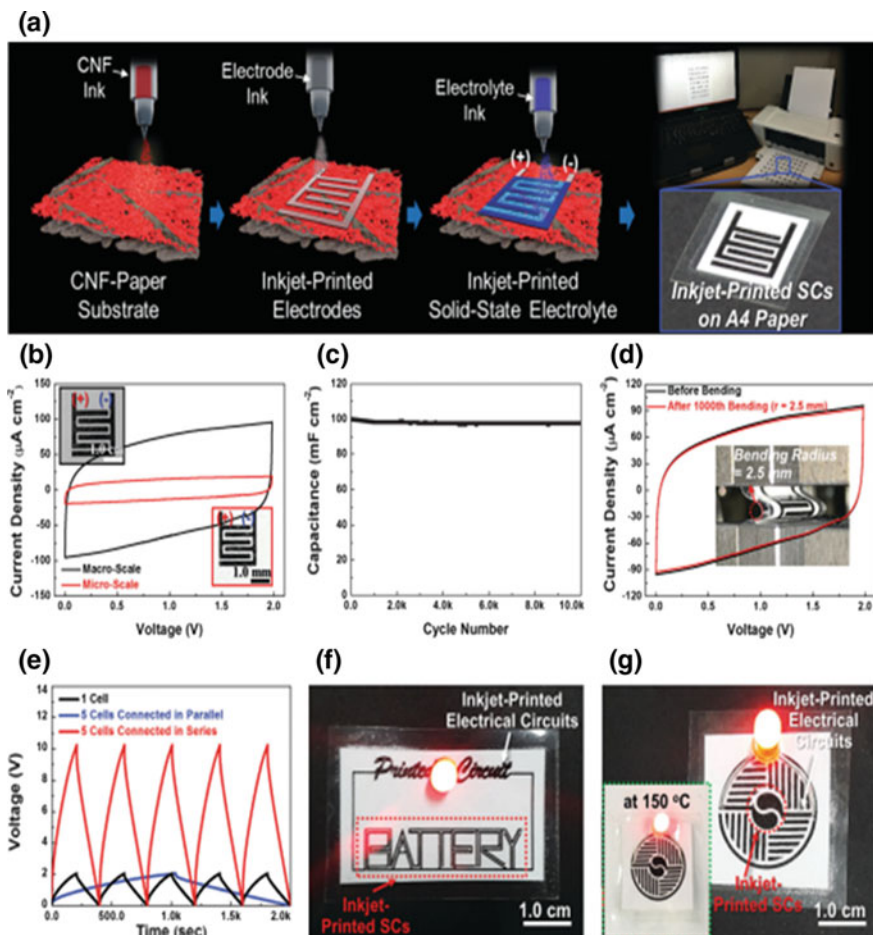 (a)
CNF
Ink
Electrode
Ink
Electrolyte
Ink
(+)
(-)
CNF-Paper
Substrate
Inkjet-Printed
Electrodes
Inkjet-Printed
Solid-State Electrolyte
Inkjet-Printed SCs
on A4 Paper
(b)
Current Density (μA cm⁻²)
150
100
50
0
-50
-100
-150
(+) (-)
1.0 c
(+) (-)
1.0 mm
Macro-Scale
Micro-Scale
0.0 0.5 1.0 1.5 2.0
Voltage (V)
(c)
Capacitance (mF cm⁻²)
120
100
80
60
40
20
0
0 2.0k 4.0k 6.0k 8.0k 10.0k
Cycle Number
(d)
Current Density (μA cm⁻²)
120
90
60
30
0
-30
-60
-90
-120
Before Bending
After 1000th Bending (r = 2.5 mm)
Bending Radius
= 2.5 mm
0.0 0.5 1.0 1.5 2.0
Voltage (V)
(e)
Voltage (V)
14
12
10
8
6
4
2
0
1 Cell
5 Cells Connected in Parallel
5 Cells Connected in Series
0 500.0 1.0k 1.5k 2.0k
Time (sec)
(f)
Inkjet-Printed
Electrical Circuits
Printed Circuit
BATTERY
Inkjet-
Printed SCs
1.0 cm
(g)
Inkjet-Printed
Electrical
Circuits
at 150 °C
Inkjet-
Printed SCs
1.0 cm